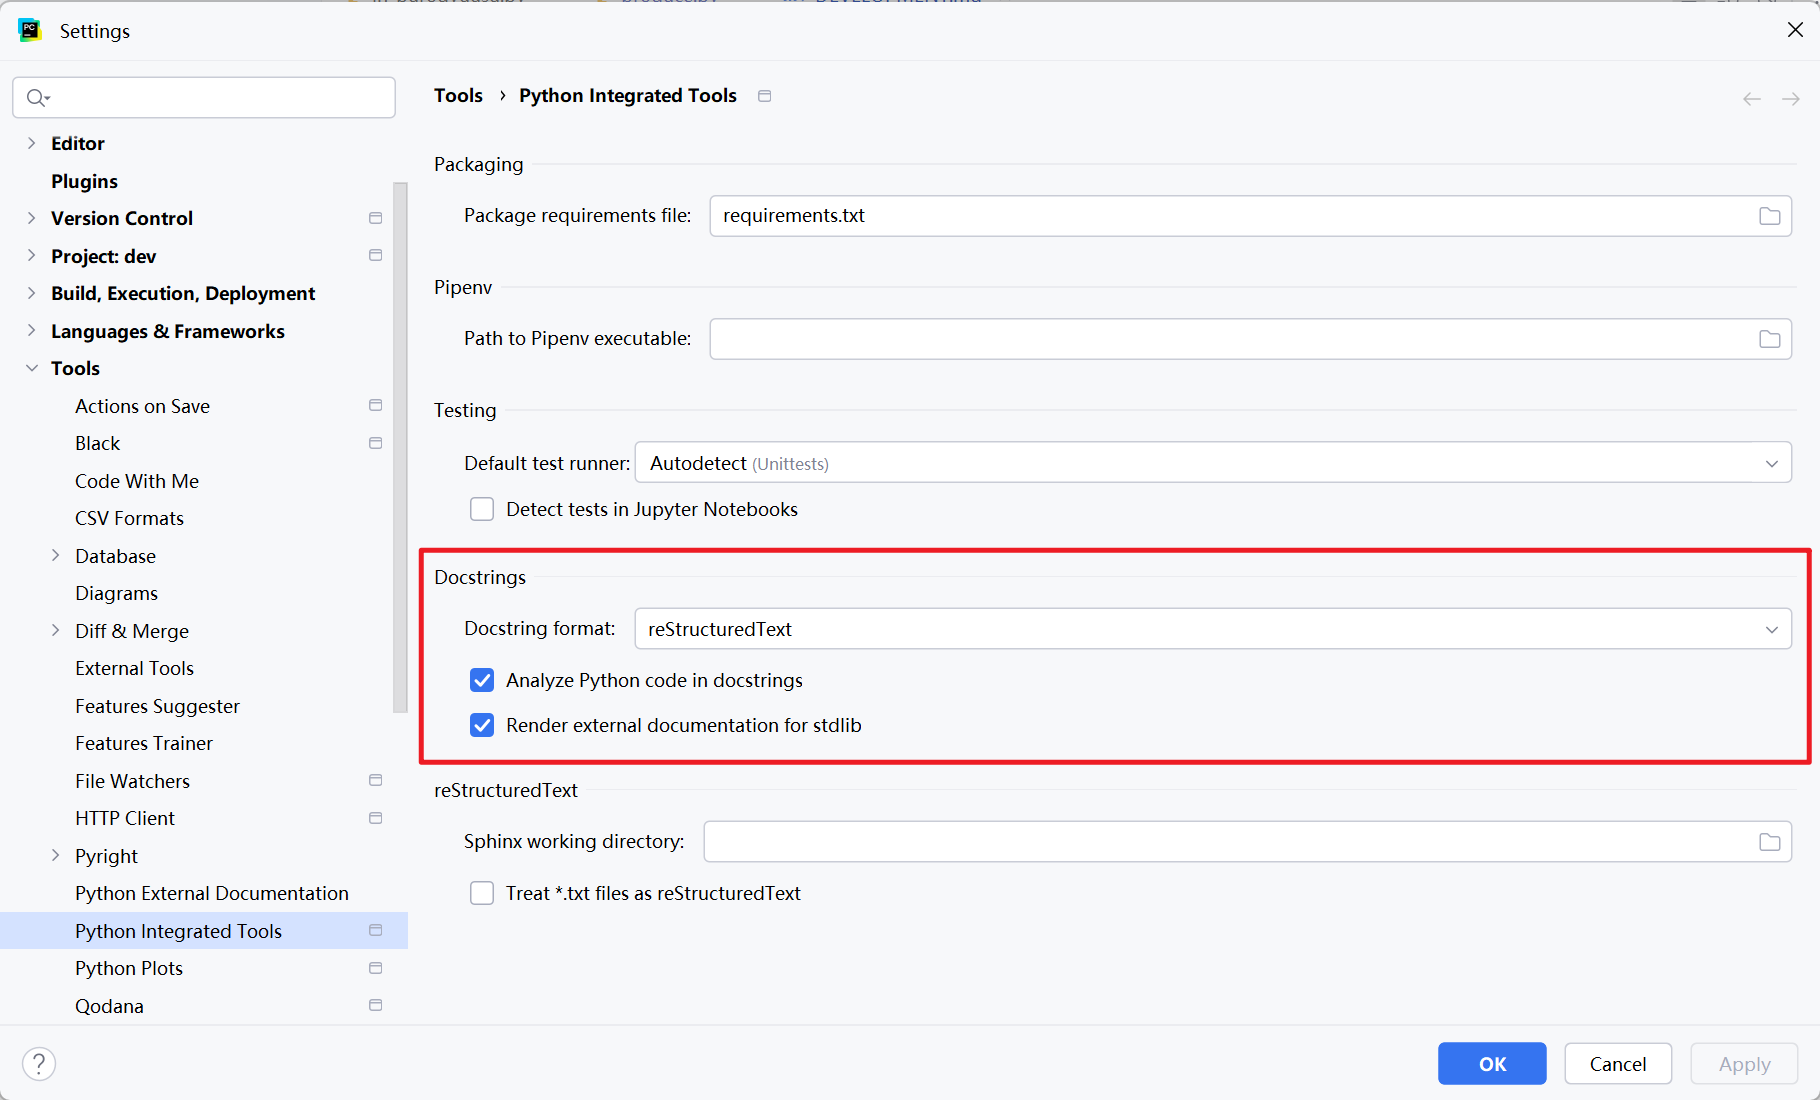 Settings
Editor
Plugins
Version Control
Project: dev
Build, Execution, Deployment
Languages & Frameworks
Tools
Actions on Save
Black
Code With Me
CSV Formats
Database
Diagrams
Diff & Merge
External Tools
Features Suggester
Features Trainer
File Watchers
HTTP Client
Pyright
Python External Documentation
Python Integrated Tools
Python Plots
Qodana
Tools › Python Integrated Tools
Packaging
Package requirements file: requirements.txt
Pipenv
Path to Pipenv executable:
Testing
Default test runner: Autodetect (Unittests)
Detect tests in Jupyter Notebooks
Docstrings
Docstring format: reStructuredText
Analyze Python code in docstrings
Render external documentation for stdlib
reStructuredText
Sphinx working directory:
Treat *.txt files as reStructuredText
?
OK Cancel Apply